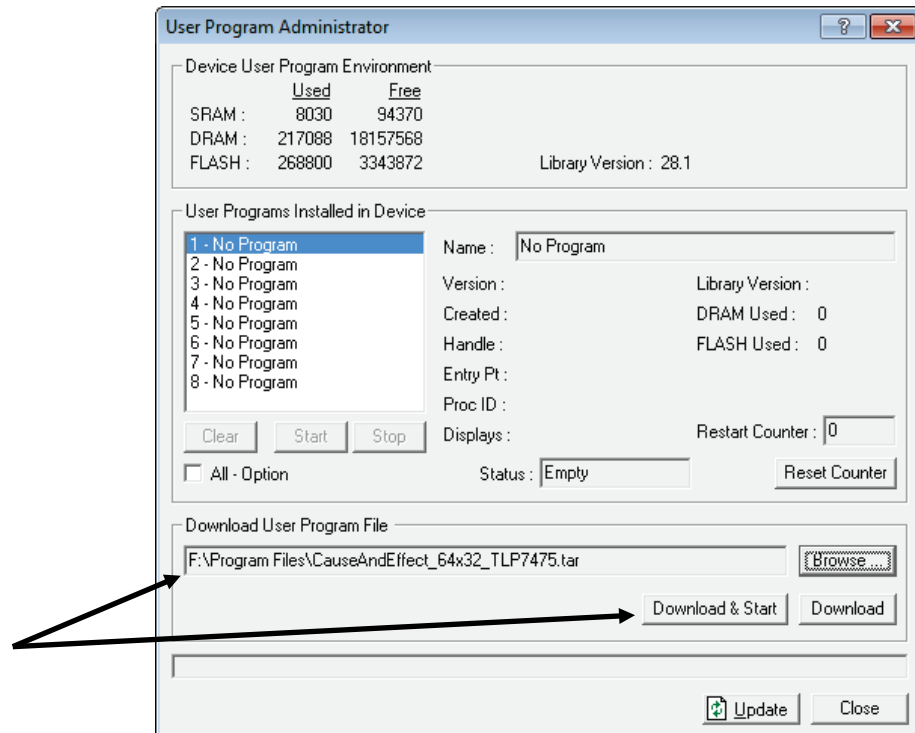 User Program Administrator
Device User Program Environment
Used Free
SRAM : 8030 94370
DRAM : 217088 18157568
FLASH : 268800 3343872 Library Version : 28.1
User Programs Installed in Device
1 - No Program
2 - No Program
3 - No Program
4 - No Program
5 - No Program
6 - No Program
7 - No Program
8 - No Program
Clear Start Stop
All - Option
Name : No Program
Version : Library Version :
Created : DRAM Used : 0
Handle : FLASH Used : 0
Entry Pt :
Proc ID :
Displays : Restart Counter : 0
Status : Empty Reset Counter
Download User Program File
F:\Program Files\CauseAndEffect_64x32_TLP7475.tar Browse ...
Download & Start Download
Update Close